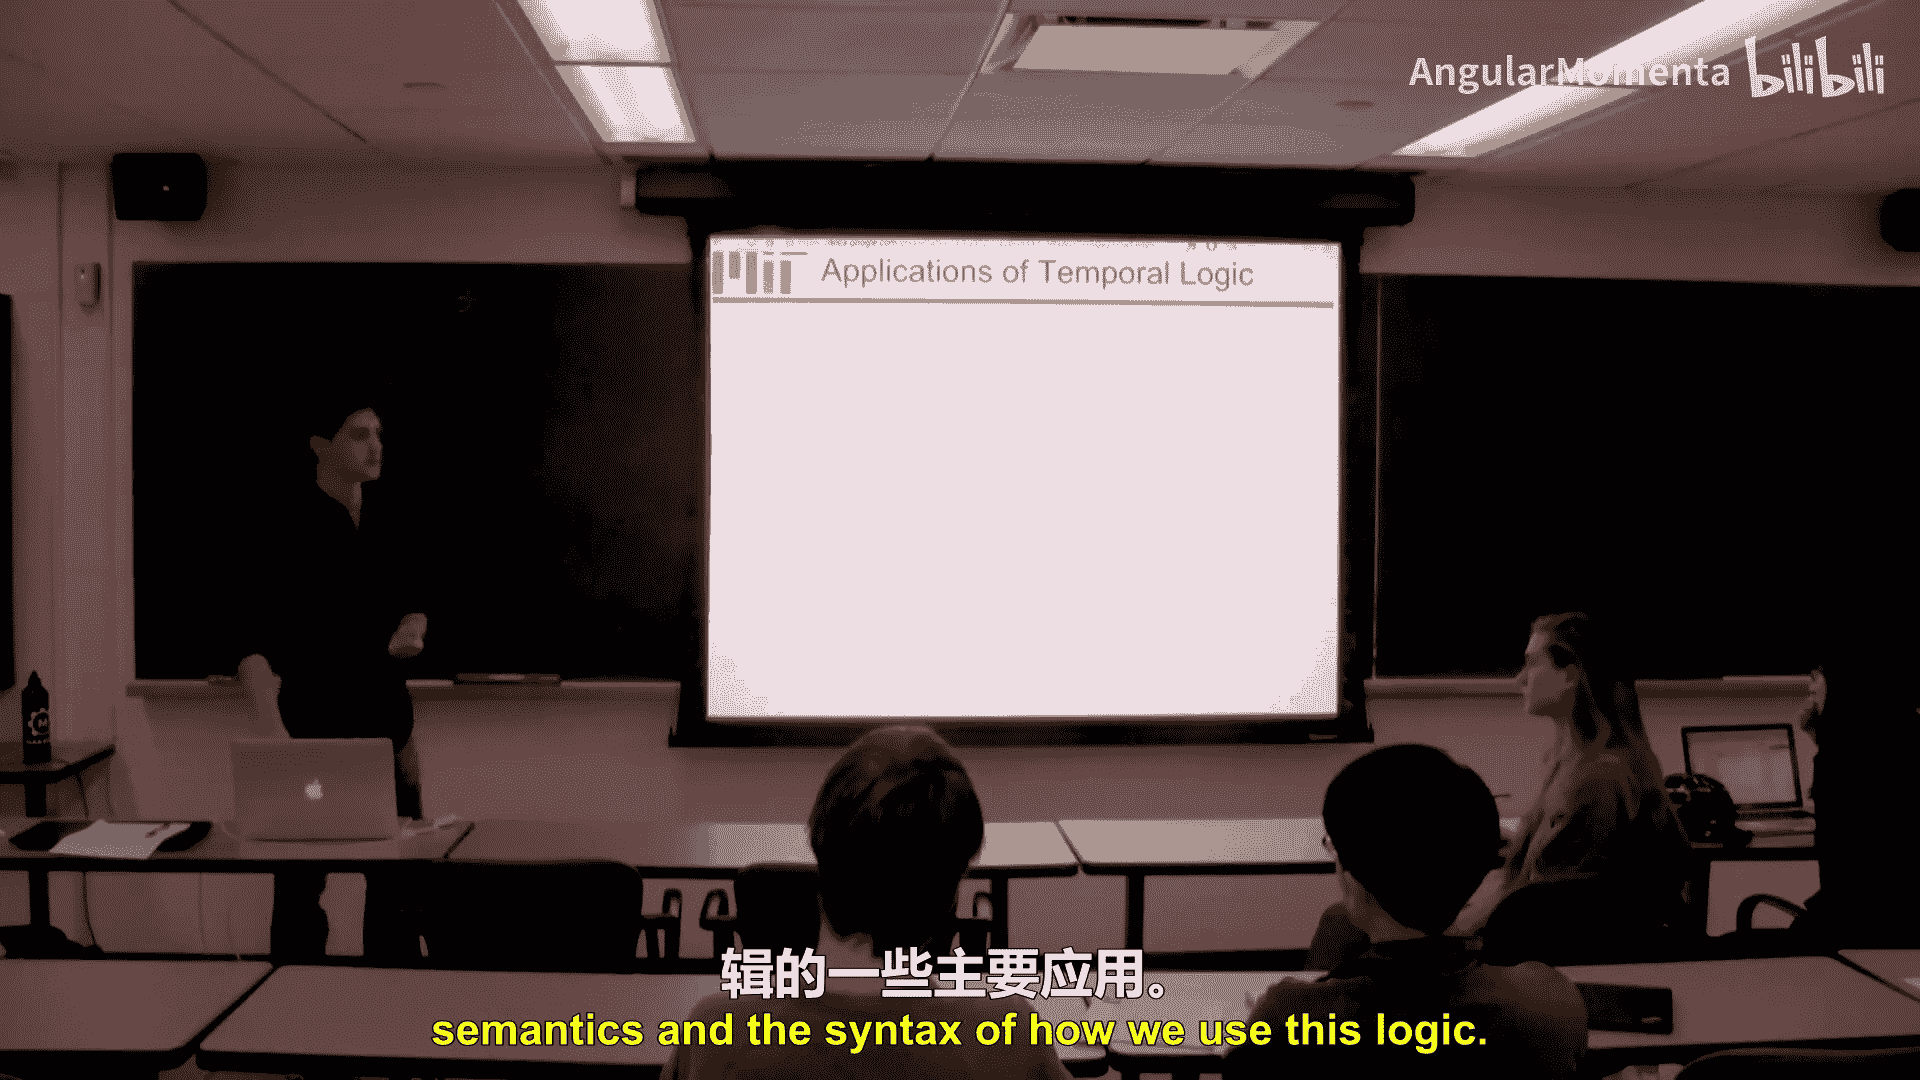 AngularMomenta bilibili
Applications of Temporal Logic
辑的一些主要应用。
semantics and the syntax of how we use this logic.